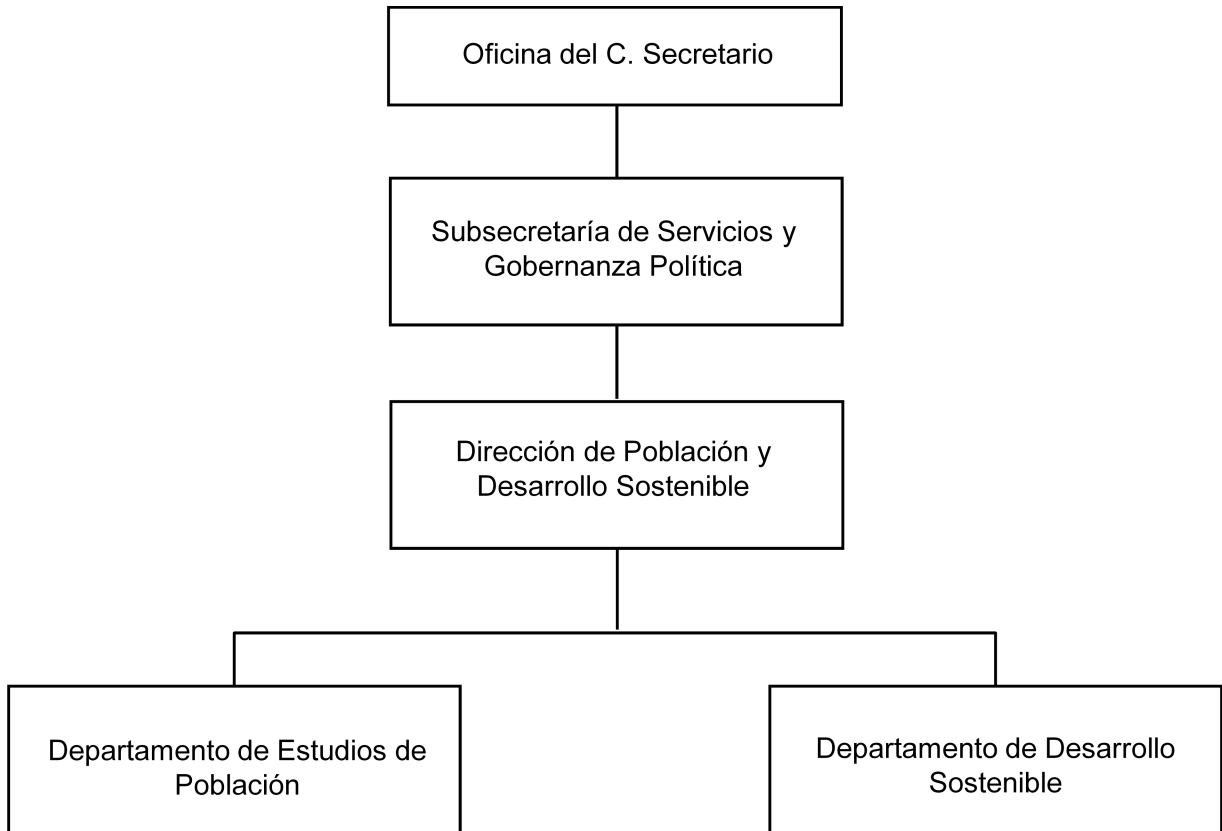 Oficina del C. Secretario
Subsecretaría de Servicios y
Gobernanza Política
Dirección de Población y
Desarrollo Sostenible
Departamento de Estudios de
Población
Departamento de Desarrollo
Sostenible